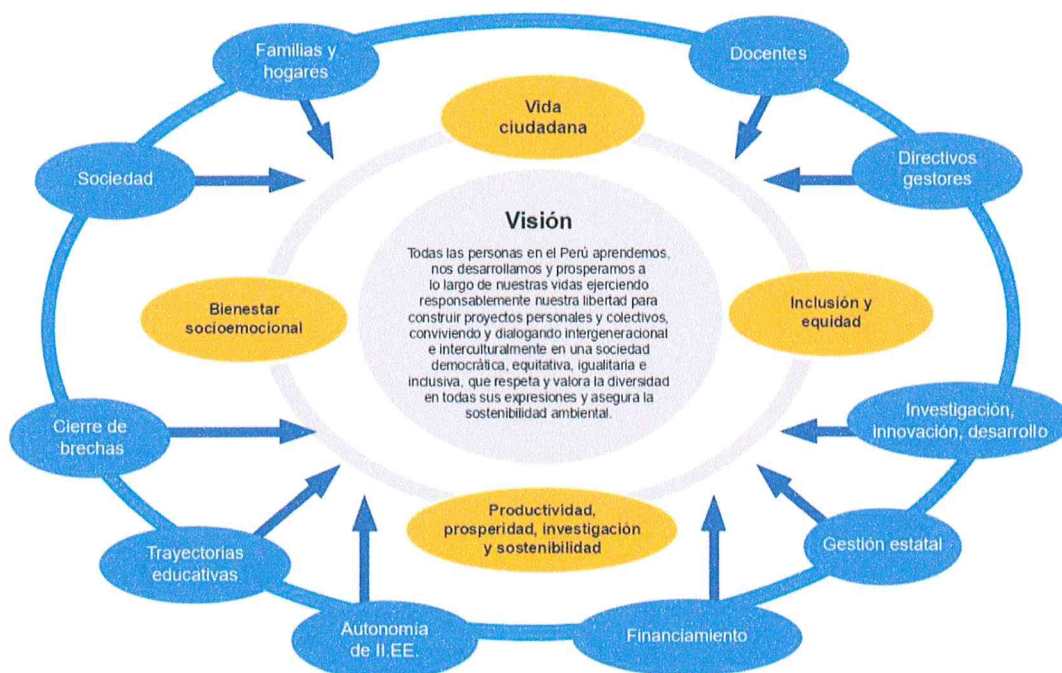 Familias y
hogares
Docentes
Vida
ciudadana
Sociedad
Directivos
gestores
Visión
Todas las personas en el Perú aprendemos,
nos desarrollamos y prosperamos a
lo largo de nuestras vidas ejerciendo
responsablemente nuestra libertad para
construir proyectos personales y colectivos,
conviviendo y dialogando intergeneracional
e interculturalmente en una sociedad
democrática, equitativa, igualitaria e
inclusiva, que respeta y valora la diversidad
en todas sus expresiones y asegura la
sostenibilidad ambiental.
Bienestar
socioemocional
Inclusión y
equidad
Cierre de
brechas
Investigación,
innovación, desarrollo
Productividad,
prosperidad, investigación
y sostenibilidad
Trayectorias
educativas
Gestión estatal
Autonomía
de II.EE.
Financiamiento